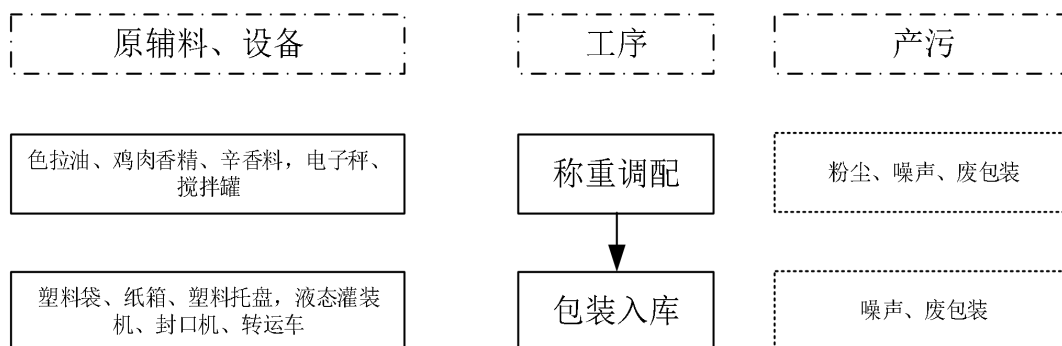 原辅料、设备
工序
产污
色拉油、鸡肉香精、辛香料，电子秤、
搅拌罐
称重调配
粉尘、噪声、废包装
塑料袋、纸箱、塑料托盘，液态灌装
机、封口机、转运车
包装入库
噪声、废包装